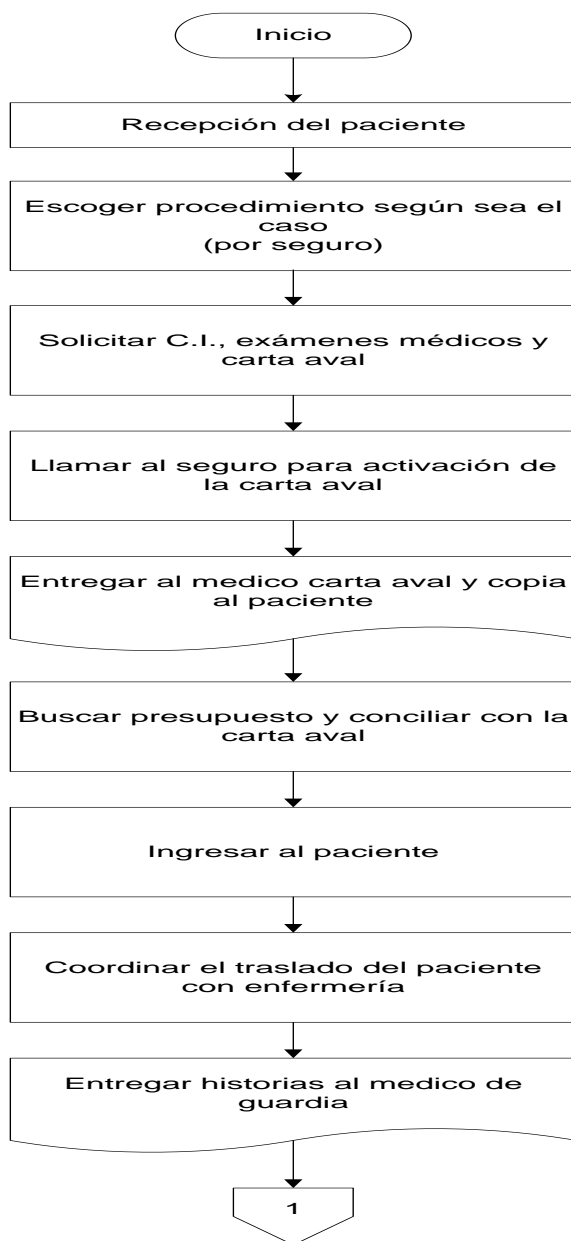 Inicio
Recepción del paciente
Escoger procedimiento según sea el
caso
(por seguro)
Solicitar C.I., exámenes médicos y
carta aval
Llamar al seguro para activación de
la carta aval
Entregar al medico carta aval y copia
al paciente
Buscar presupuesto y conciliar con la
carta aval
Ingresar al paciente
Coordinar el traslado del paciente
con enfermería
Entregar historias al medico de
guardia
1